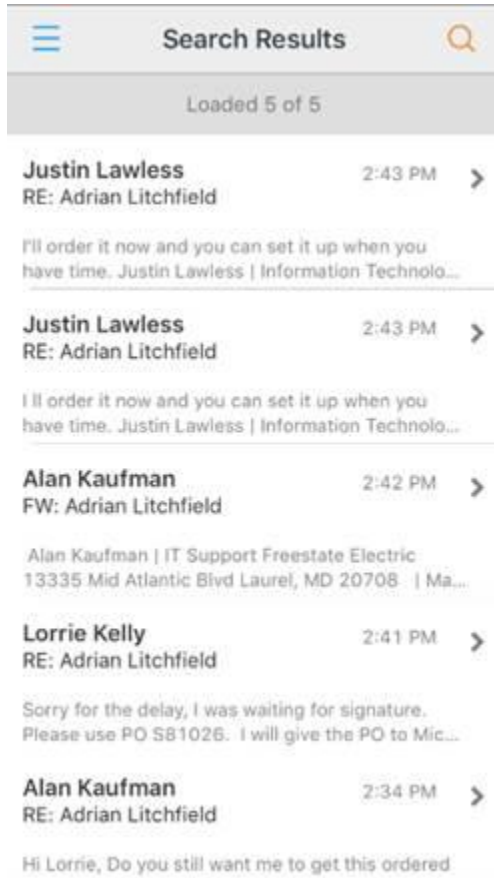 Search Results
Loaded 5 of 5
Justin Lawless 2:43 PM
RE: Adrian Litchfield
I'll order it now and you can set it up when you
have time. Justin Lawless | Information Technolo...
Justin Lawless 2:43 PM
RE: Adrian Litchfield
I ll order it now and you can set it up when you
have time. Justin Lawless | Information Technolo...
Alan Kaufman 2:42 PM
FW: Adrian Litchfield
Alan Kaufman | IT Support Freestate Electric
13335 Mid Atlantic Blvd Laurel, MD 20708 | Ma...
Lorrie Kelly 2:41 PM
RE: Adrian Litchfield
Sorry for the delay, I was waiting for signature.
Please use PO S81026. I will give the PO to Mic...
Alan Kaufman 2:34 PM
RE: Adrian Litchfield
Hi Lorrie, Do you still want me to get this ordered